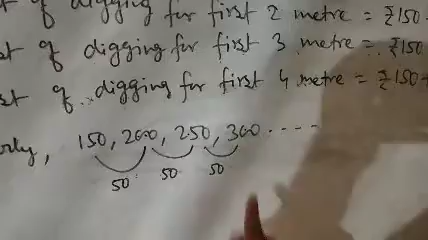 of digging for first 2 metre = ₹150
of digging for first 3 metre = ₹150
of digging for first 4 metre = ₹150+
150, 200, 250, 300 .....
50 50 50